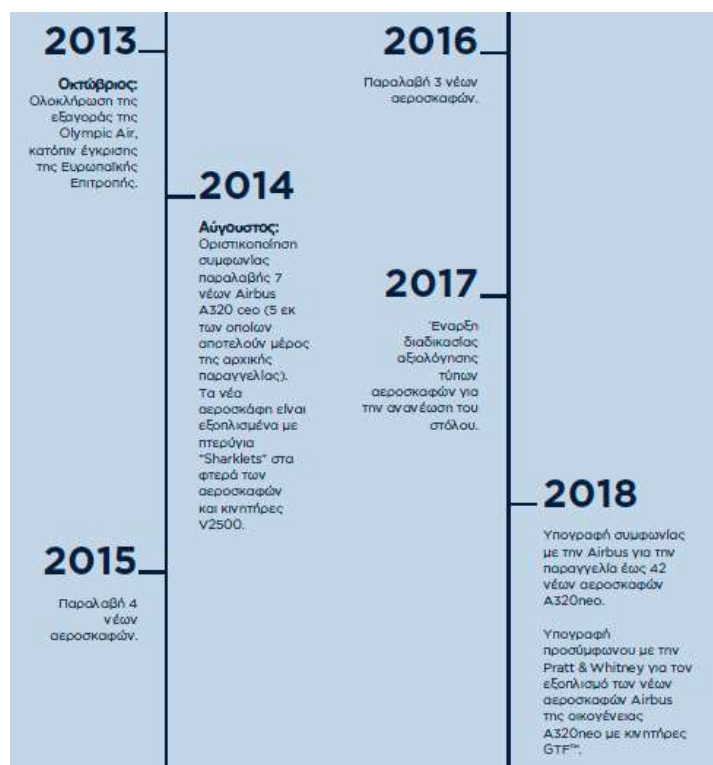 2013
Οκτώβριος:
Ολοκλήρωση της
εξαγοράς της
Olympic Air,
κατόπιν έγκρισης
της Ευρωπαϊκής
Επιτροπής.
2014
Αύγουστος:
Οριστικοποίηση
συμφωνίας
παραλαβής 7
νέων Airbus
A320 ceo (5 εκ
των οποίων
αποτελούν μέρος
της αρχικής
παραγγελίας).
Τα νέα
αεροσκάφη είναι
εξοπλισμένα με
πτερύγια
"Sharklets" στα
φτερά των
αεροσκαφών
και κινητήρες
V2500.
2015
Παραλαβή 4
νέων
αεροσκαφών.
2016
Παραλαβή 3 νέων
αεροσκαφών.
2017
Έναρξη
διαδικασίας
αξιολόγησης
τύπων
αεροσκαφών για
την ανανέωση του
στόλου.
2018
Υπογραφή συμφωνίας
με την Airbus για την
παραγγελία έως 42
νέων αεροσκαφών
A320neo.
Υπογραφή
προσύμφωνου με την
Pratt & Whitney για τον
εξοπλισμό των νέων
αεροσκαφών Airbus
της οικογένειας
A320neo με κινητήρες
GTF™.